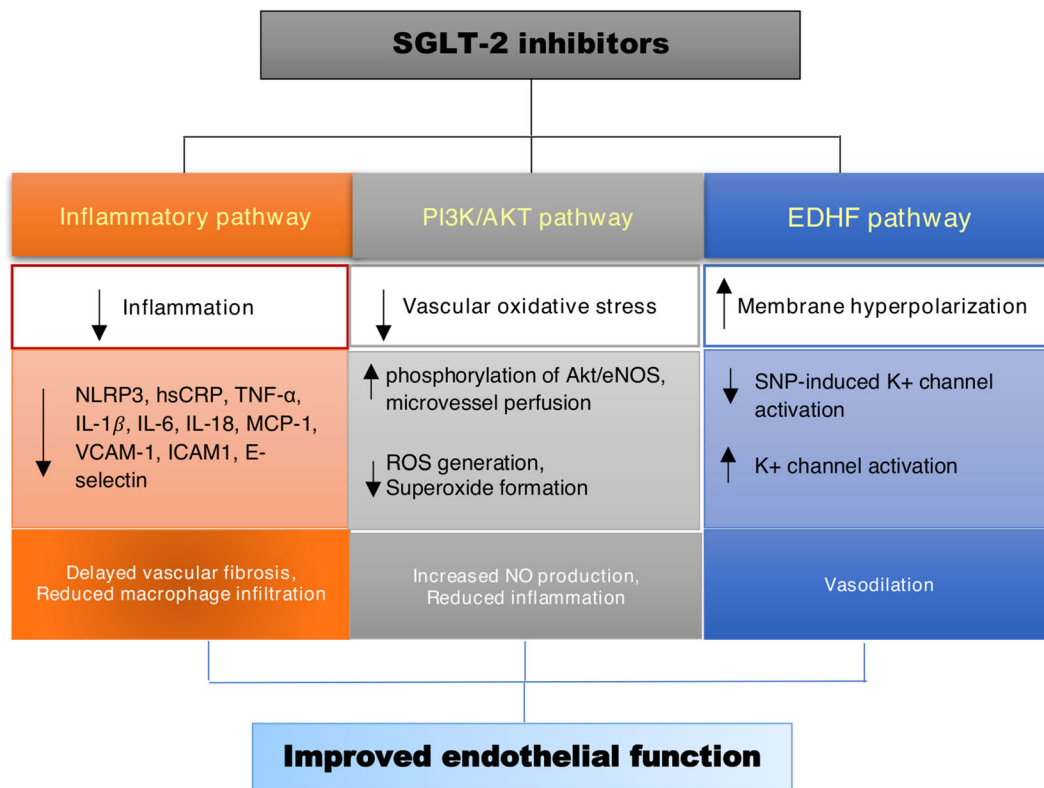 SGLT-2 inhibitors
Inflammatory pathway
PI3K/AKT pathway
EDHF pathway
Inflammation
Vascular oxidative stress
Membrane hyperpolarization
NLRP3, hsCRP, TNF-α,
IL-1β, IL-6, IL-18, MCP-1,
VCAM-1, ICAM1, E-
selectin
phosphorylation of Akt/eNOS,
microvessel perfusion
ROS generation,
Superoxide formation
SNP-induced K+ channel
activation
K+ channel activation
Delayed vascular fibrosis,
Reduced macrophage infiltration
Increased NO production,
Reduced inflammation
Vasodilation
Improved endothelial function